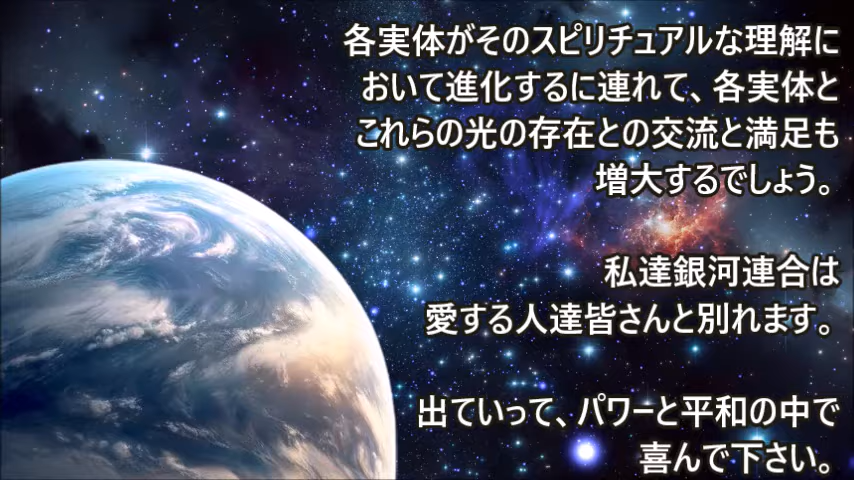 各実体がそのスピリチュアルな理解に
おいて進化するに連れて、各実体と
これらの光の存在との交流と満足も
増大するでしょう。
私達銀河連合は
愛する人達皆さんと別れます。
出ていって、パワーと平和の中で
喜んで下さい。